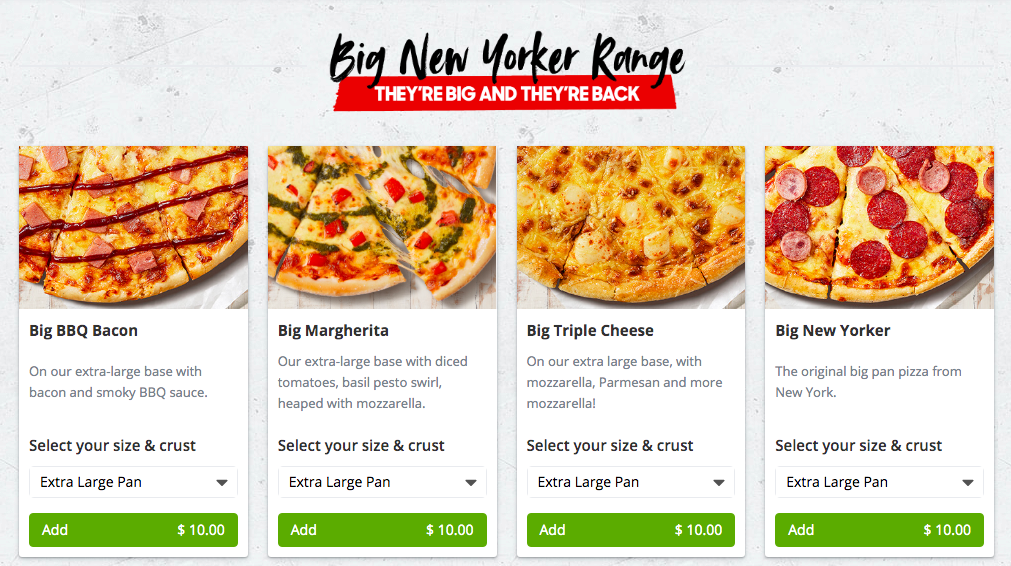 Big New Yorker Range
THEY'RE BIG AND THEY'RE BACK
Big BBQ Bacon
On our extra-large base with
bacon and smoky BBQ sauce.
Select your size & crust
Extra Large Pan
Add $ 10.00
Big Margherita
Our extra-large base with diced
tomatoes, basil pesto swirl,
heaped with mozzarella.
Select your size & crust
Extra Large Pan
Add $ 10.00
Big Triple Cheese
On our extra large base, with
mozzarella, Parmesan and more
mozzarella!
Select your size & crust
Extra Large Pan
Add $ 10.00
Big New Yorker
The original big pan pizza from
New York.
Select your size & crust
Extra Large Pan
Add $ 10.00